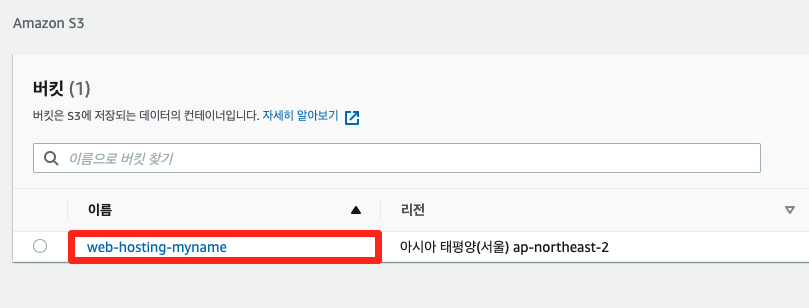 Amazon S3
버킷 (1)
버킷은 S3에 저장되는 데이터의 컨테이너입니다. 자세히 알아보기
이름으로 버킷 찾기
이름 리전
web-hosting-myname 아시아 태평양(서울) ap-northeast-2